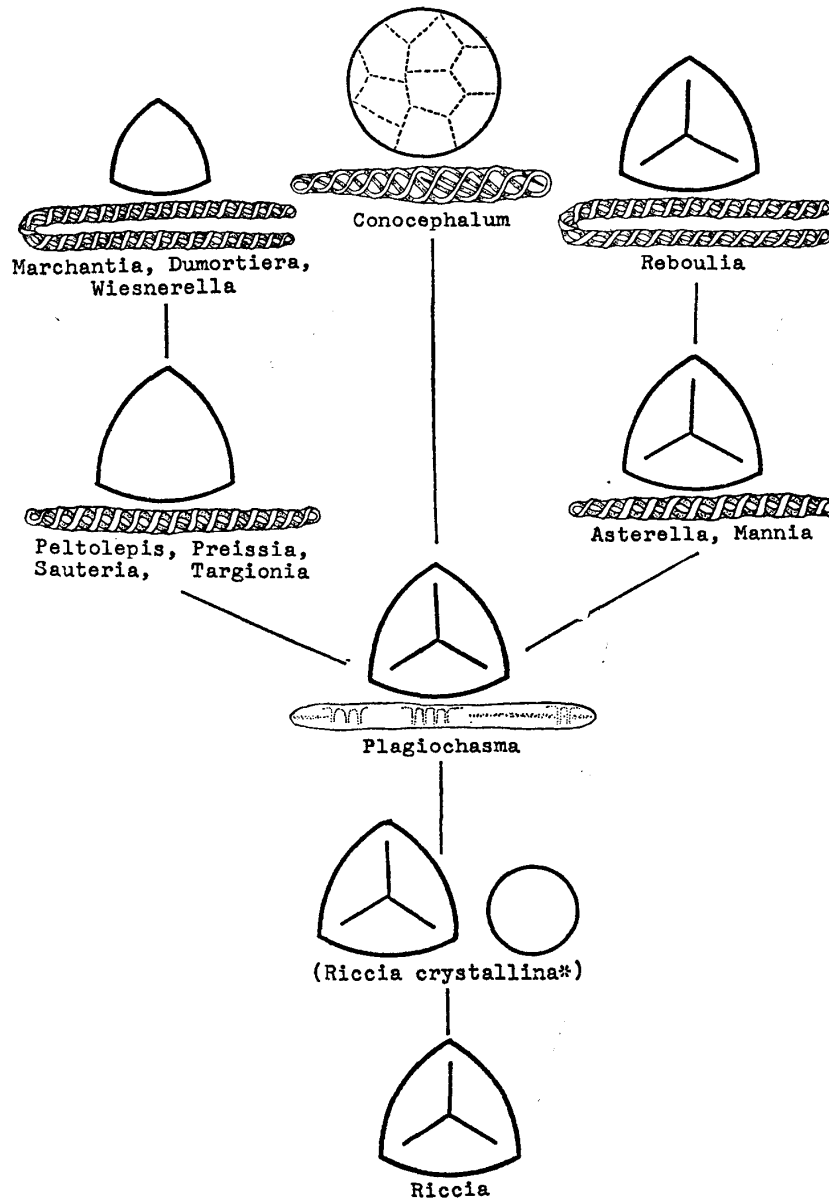 Conocephalum
Marchantia, Dumortiera,
Wiesnerella
Reboulia
Peltolepis, Preissia,
Sauteria, Targionia
Asterella, Mannia
Plagiochasma
(Riccia crystallina*)
Riccia